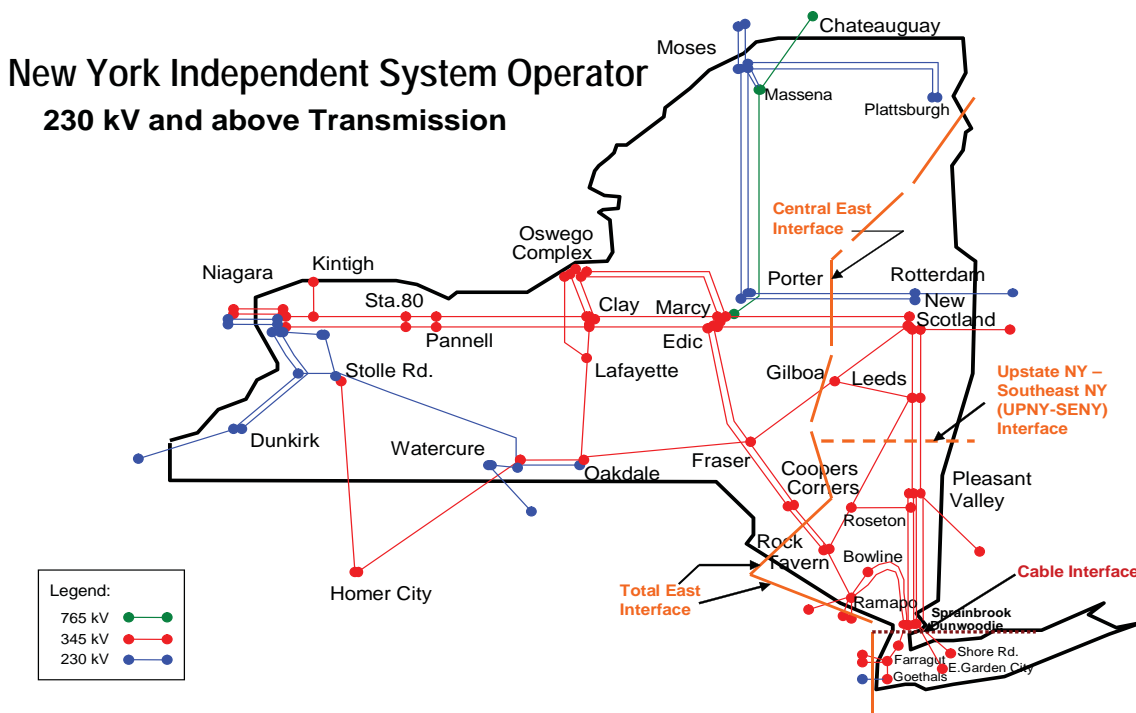 New York Independent System Operator
230 kV and above Transmission
Chateauguay
Moses
Massena
Plattsburgh
Central East
Interface
Oswego
Complex
Niagara
Kintigh
Porter
Rotterdam
Sta.80
Clay
Marcy
New
Scotland
Pannell
Edic
Stolle Rd.
Lafayette
Gilboa
Leeds
Upstate NY –
Southeast NY
(UPNY-SENY)
Interface
Dunkirk
Watercure
Oakdale
Fraser
Coopers
Corners
Pleasant
Valley
Roseton
Rock
Tavern
Bowline
Cable Interface
Homer City
Total East
Interface
Ramapo
Sprainbrook
Dunwoodie
Shore Rd.
Farragut
E.Garden City
Goethals
Legend:
765 kV
345 kV
230 kV